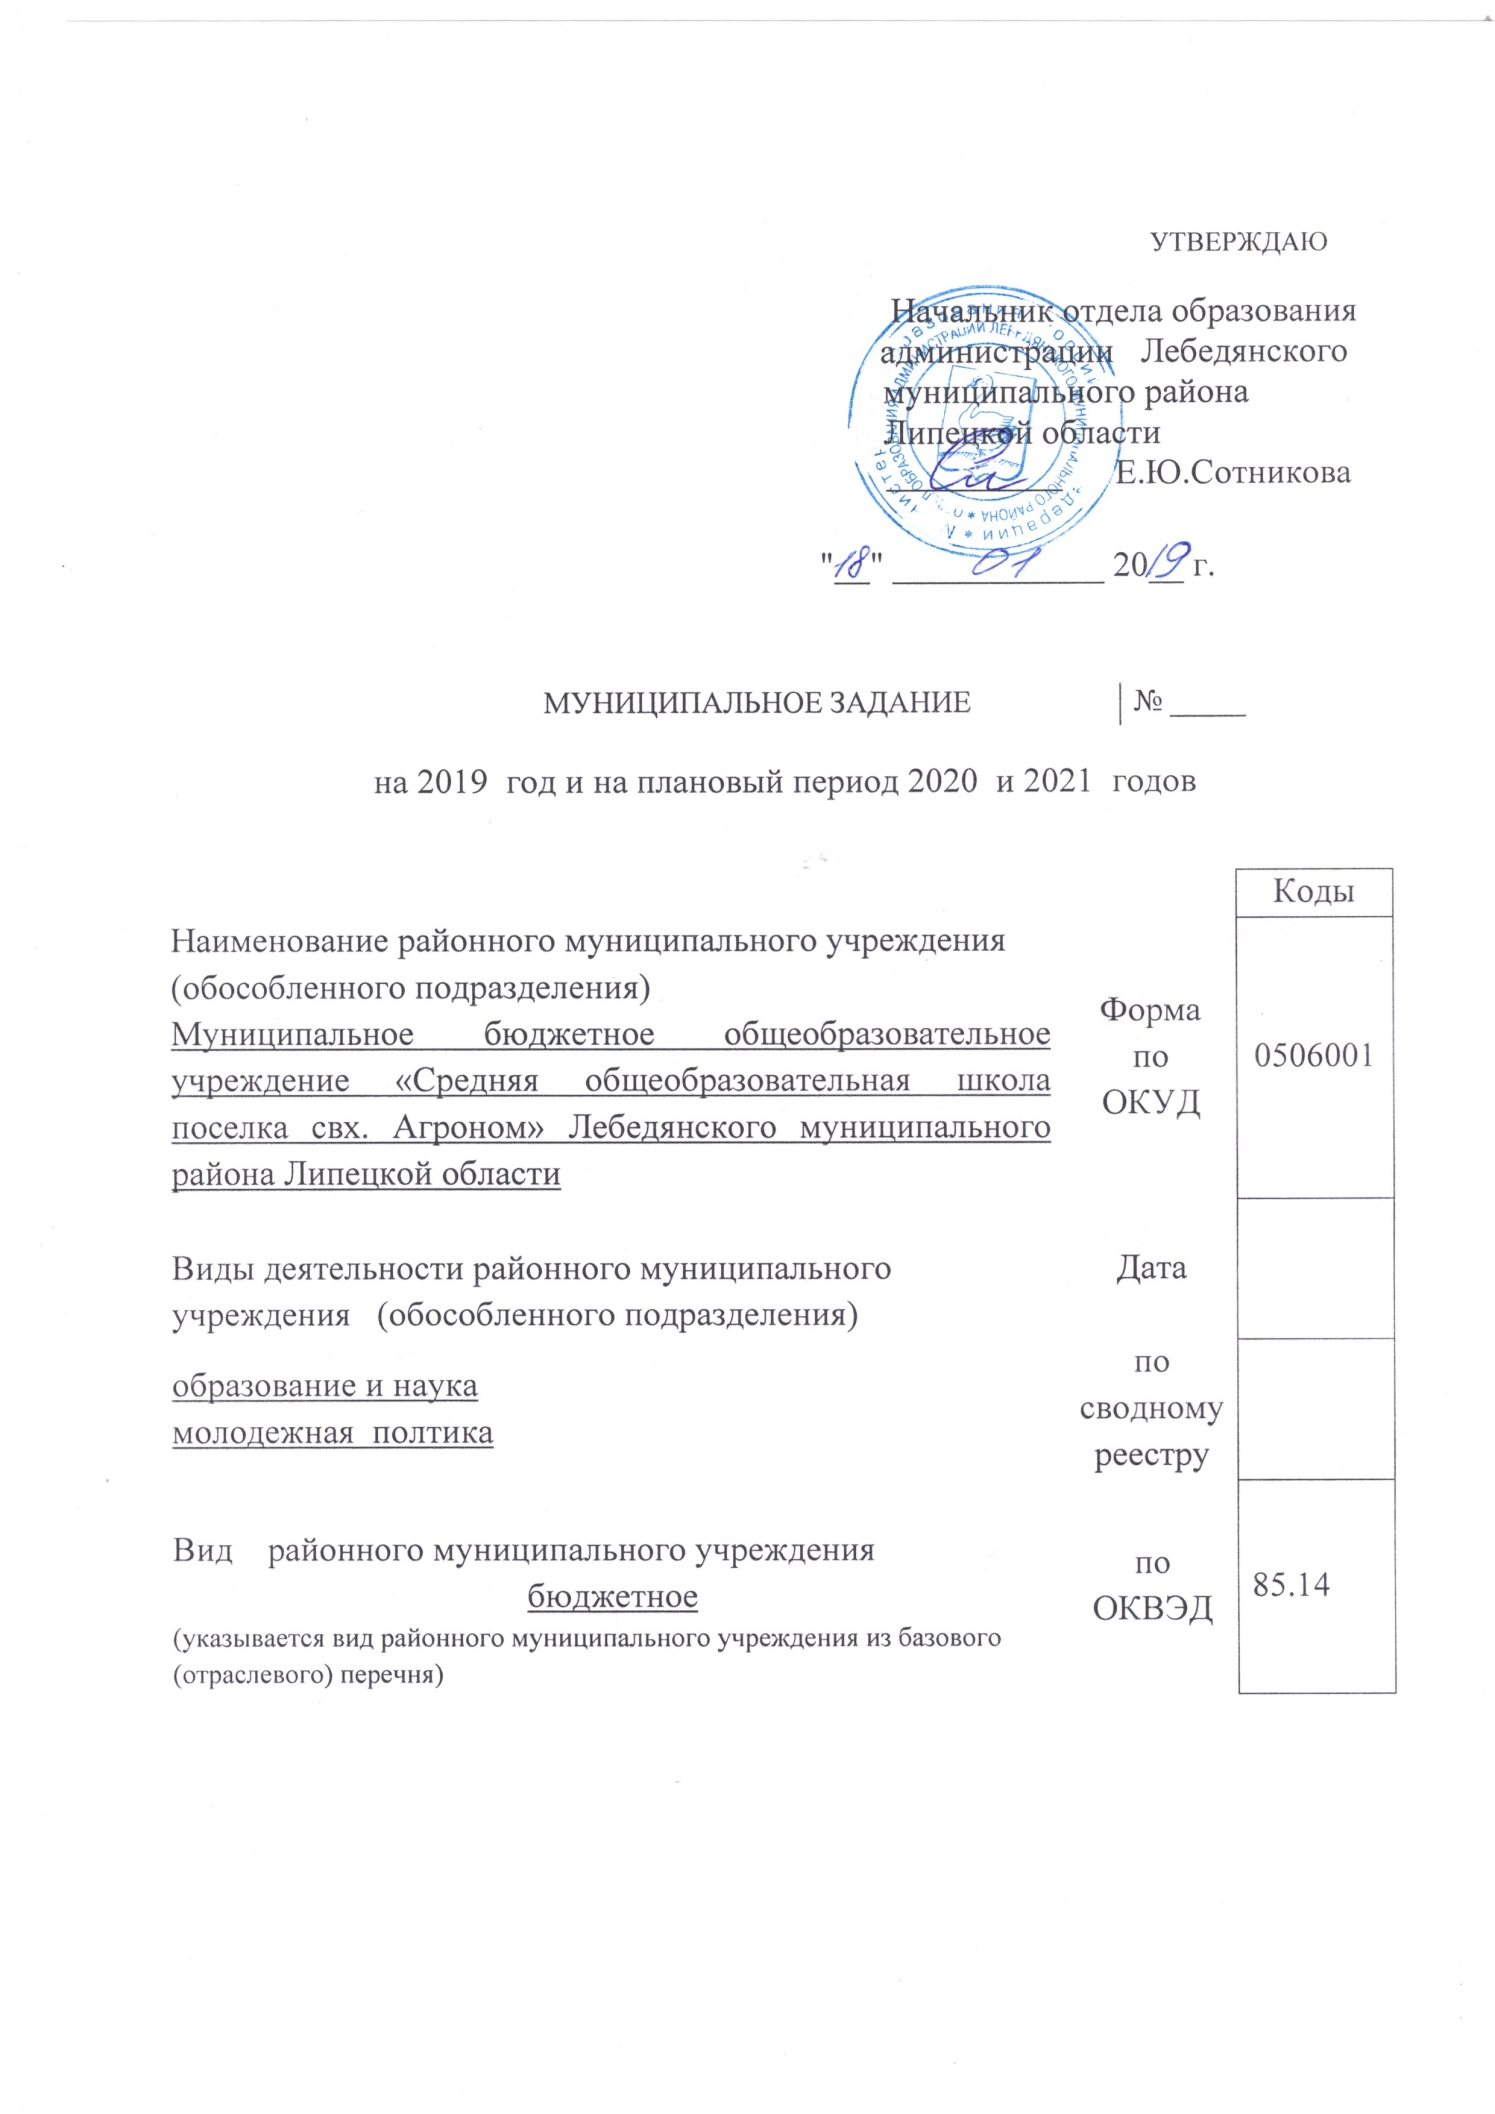 УТВЕРЖДАЮ
Начальник отдела образования
администрации Лебедянского
муниципального района
Липецкой области
Е.Ю.Сотникова
"18" 01 2019 г.
МУНИЦИПАЛЬНОЕ ЗАДАНИЕ
№ _____
на 2019 год и на плановый период 2020 и 2021 годов
Коды
Наименование районного муниципального учреждения
(обособленного подразделения)
Муниципальное бюджетное общеобразовательное
учреждение «Средняя общеобразовательная школа
поселка свх. Агроном» Лебедянского муниципального
района Липецкой области
Форма
по
ОКУД
0506001
Виды деятельности районного муниципального
учреждения (обособленного подразделения)
образование и наука
молодежная полтика
Дата
по
сводному
реестру
Вид районного муниципального учреждения
бюджетное
(указывается вид районного муниципального учреждения из базового
(отраслевого) перечня)
по
ОКВЭД
85.14